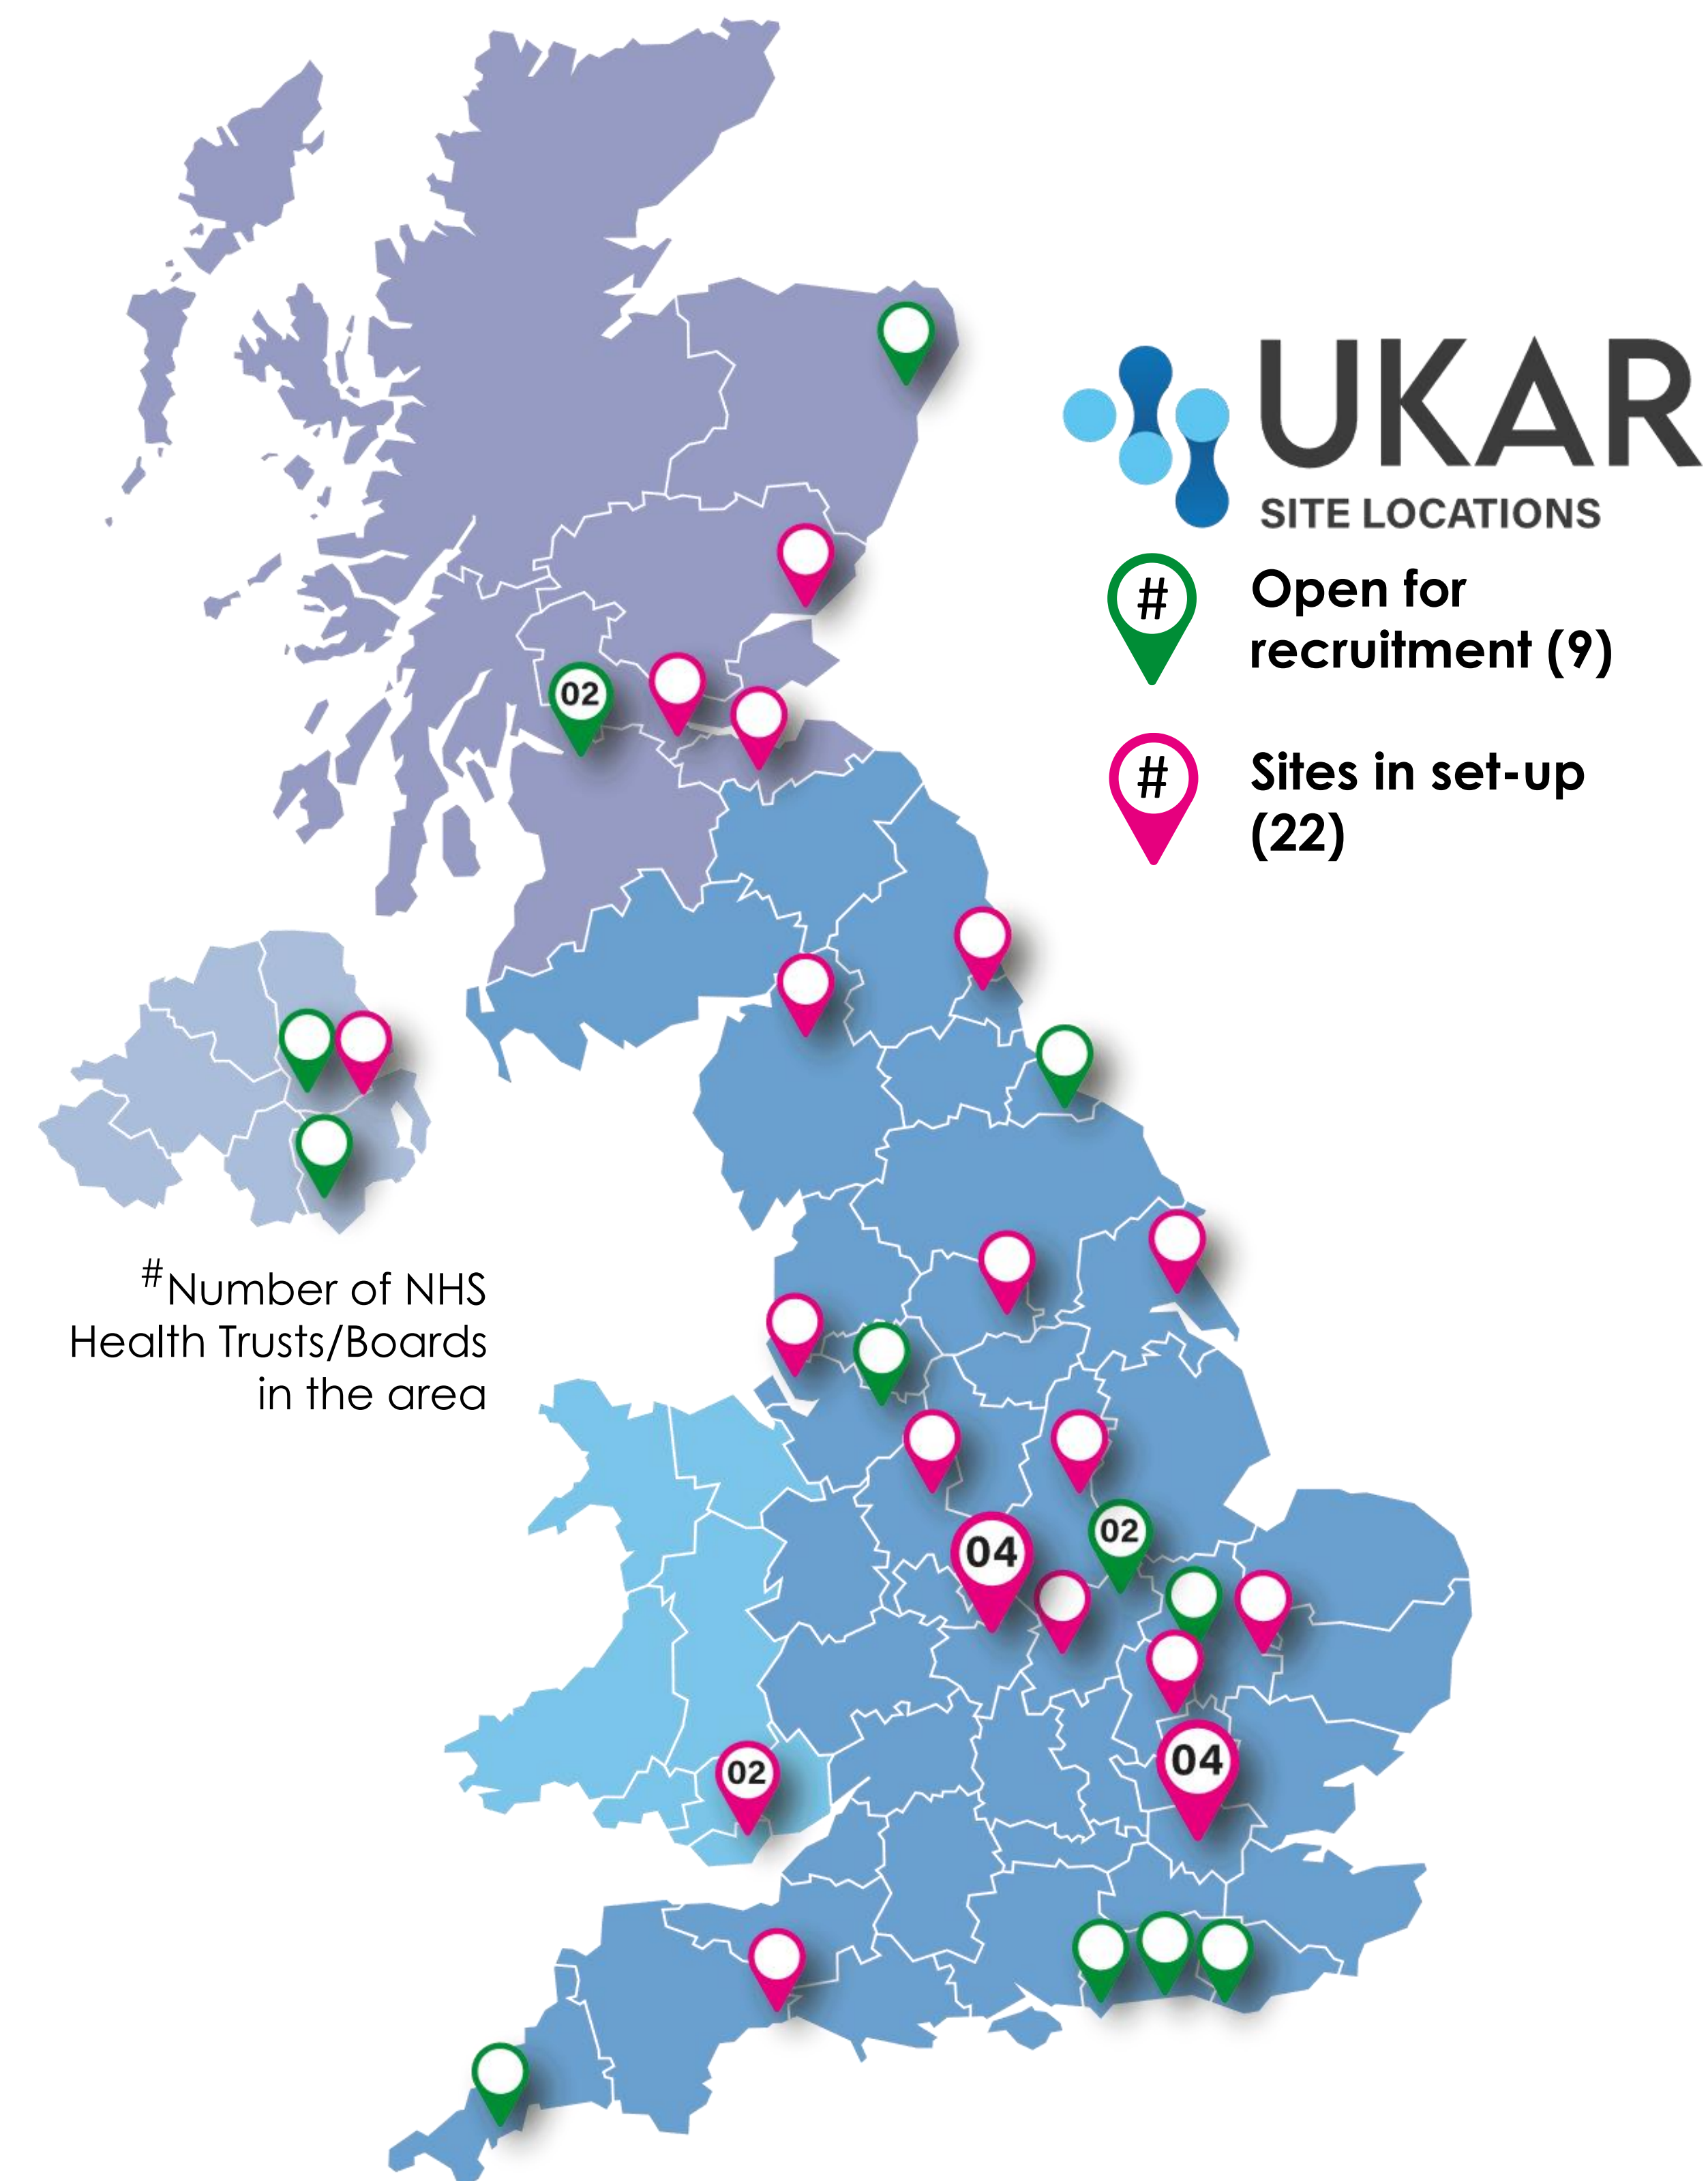 UKAR
SITE LOCATIONS
#
Open for
recruitment (9)
#
Sites in set-up
(22)
02
#Number of NHS
Health Trusts/Boards
in the area
02
04
02
04